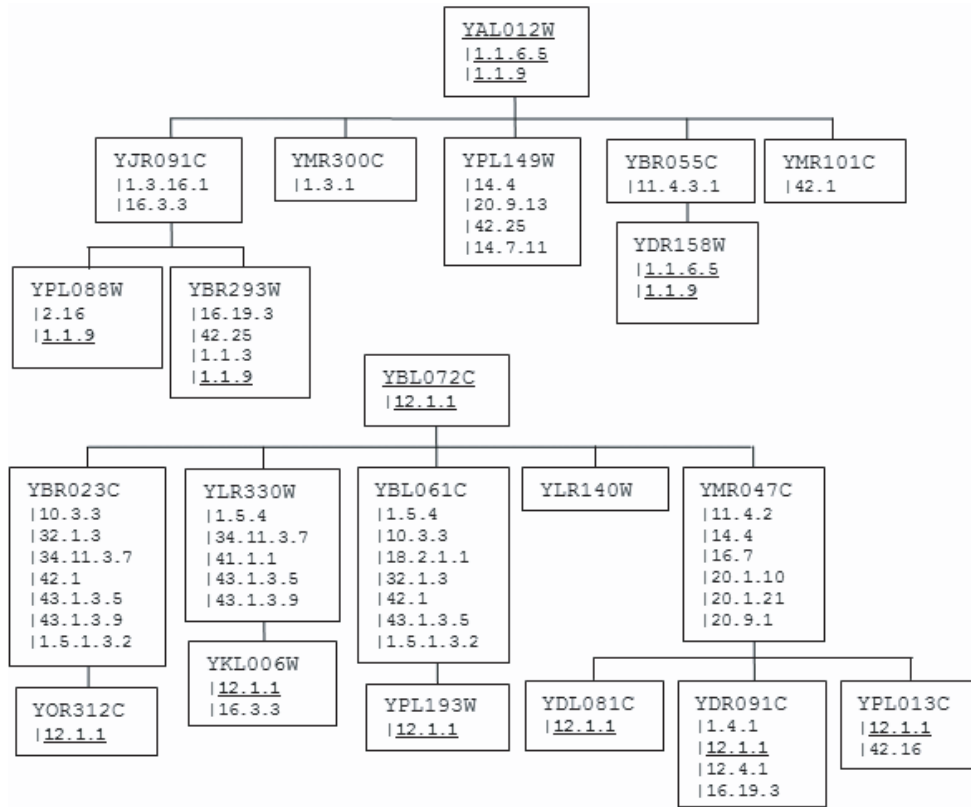 YAL012W
|1.1.6.5
|1.1.9
YJR091C
|1.3.16.1
|16.3.3
YMR300C
|1.3.1
YPL149W
|14.4
|20.9.13
|42.25
|14.7.11
YBR055C
|11.4.3.1
YMR101C
|42.1
YDR158W
|1.1.6.5
|1.1.9
YPL088W
|2.16
|1.1.9
YBR293W
|16.19.3
|42.25
|1.1.3
|1.1.9
YBL072C
|12.1.1
YBR023C
|10.3.3
|32.1.3
|34.11.3.7
|42.1
|43.1.3.5
|43.1.3.9
|1.5.1.3.2
YLR330W
|1.5.4
|34.11.3.7
|41.1.1
|43.1.3.5
|43.1.3.9
YBL061C
|1.5.4
|10.3.3
|18.2.1.1
|32.1.3
|42.1
|43.1.3.5
|1.5.1.3.2
YLR140W
YMR047C
|11.4.2
|14.4
|16.7
|20.1.10
|20.1.21
|20.9.1
YOR312C
|12.1.1
YKL006W
|12.1.1
|16.3.3
YPL193W
|12.1.1
YDL081C
|12.1.1
YDR091C
|1.4.1
|12.1.1
|12.4.1
|16.19.3
YPL013C
|12.1.1
|42.16